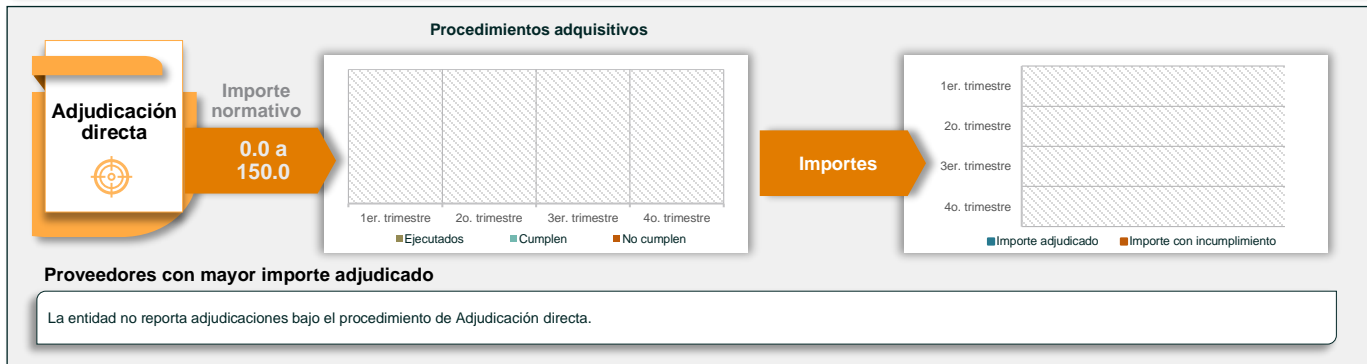 Procedimientos adquisitivos
Adjudicación
directa
Importe
normativo
0.0 a
150.0
1er. trimestre 2o. trimestre 3er. trimestre 4o. trimestre
Ejecutados Cumplen No cumplen
Importes
1er. trimestre
2o. trimestre
3er. trimestre
4o. trimestre
Importe adjudicado Importe con incumplimiento
Proveedores con mayor importe adjudicado
La entidad no reporta adjudicaciones bajo el procedimiento de Adjudicación directa.